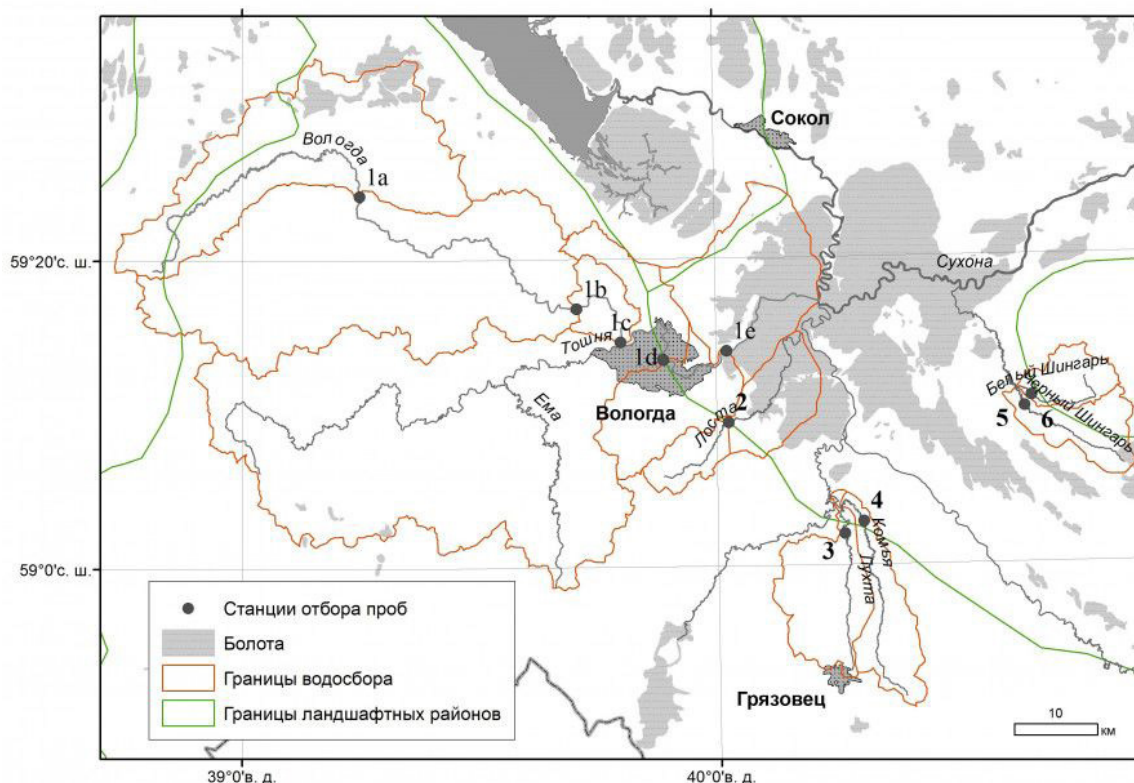 Вологда
1a
Сокол
59°20'с. ш.
Сухона
1b
1c
Тошня
1d
1e
Вологда
Ема
Лоста
2
Белый Шингарь
Черный Шингарь
5
6
4
3
Комья
Лухта
59°0'с. ш.
Станции отбора проб
Болота
Границы водосбора
Границы ландшафтных районов
Грязовец
10
км
39°0'в. д.
40°0'в. д.